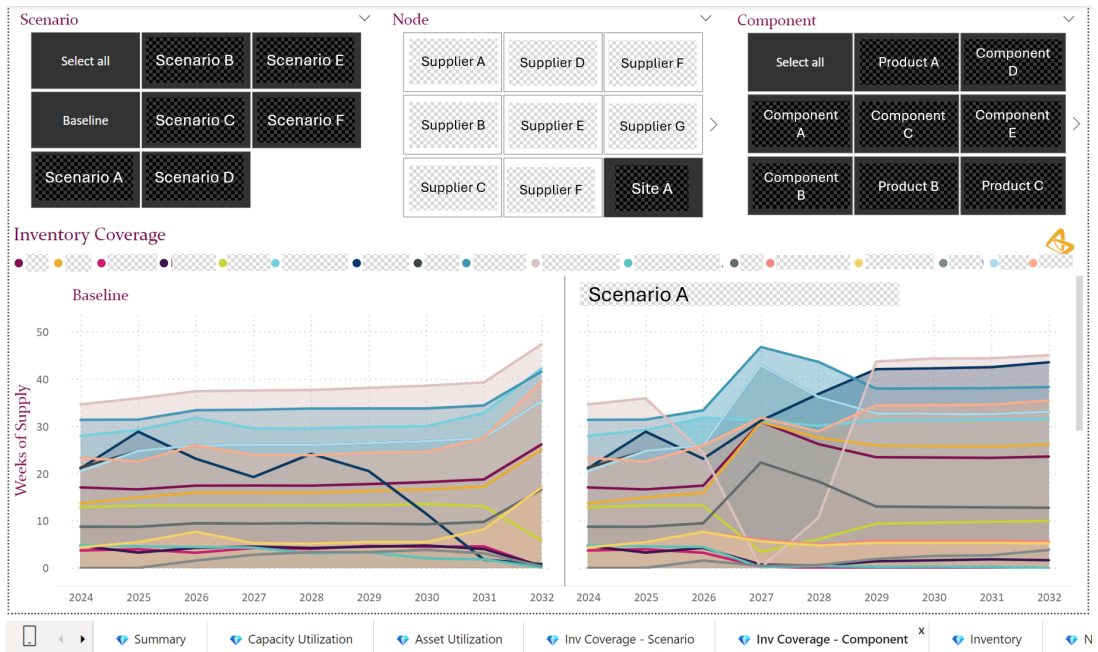 Scenario
Node
Component
Select all
Scenario B
Scenario E
Baseline
Scenario C
Scenario F
Scenario A
Scenario D
Supplier A
Supplier D
Supplier F
Supplier B
Supplier E
Supplier G
Supplier C
Supplier F
Site A
Select all
Product A
Component
D
Component
A
Component
C
Component
E
Component
B
Product B
Product C
Inventory Coverage
Baseline
Scenario A
Weeks of Supply
50
40
30
20
10
0
2024 2025 2026 2027 2028 2029 2030 2031 2032
2024 2025 2026 2027 2028 2029 2030 2031 2032
Summary
Capacity Utilization
Asset Utilization
Inv Coverage - Scenario
Inv Coverage - Component
x
Inventory
N